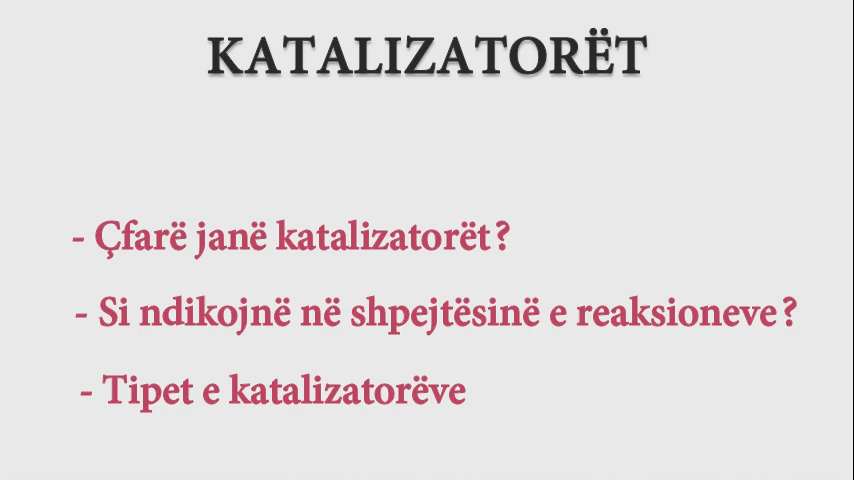 KATALIZATORËT
- Çfarë janë katalizatorët?
- Si ndikojnë në shpejtësinë e reaksioneve?
- Tipet e katalizatorëve